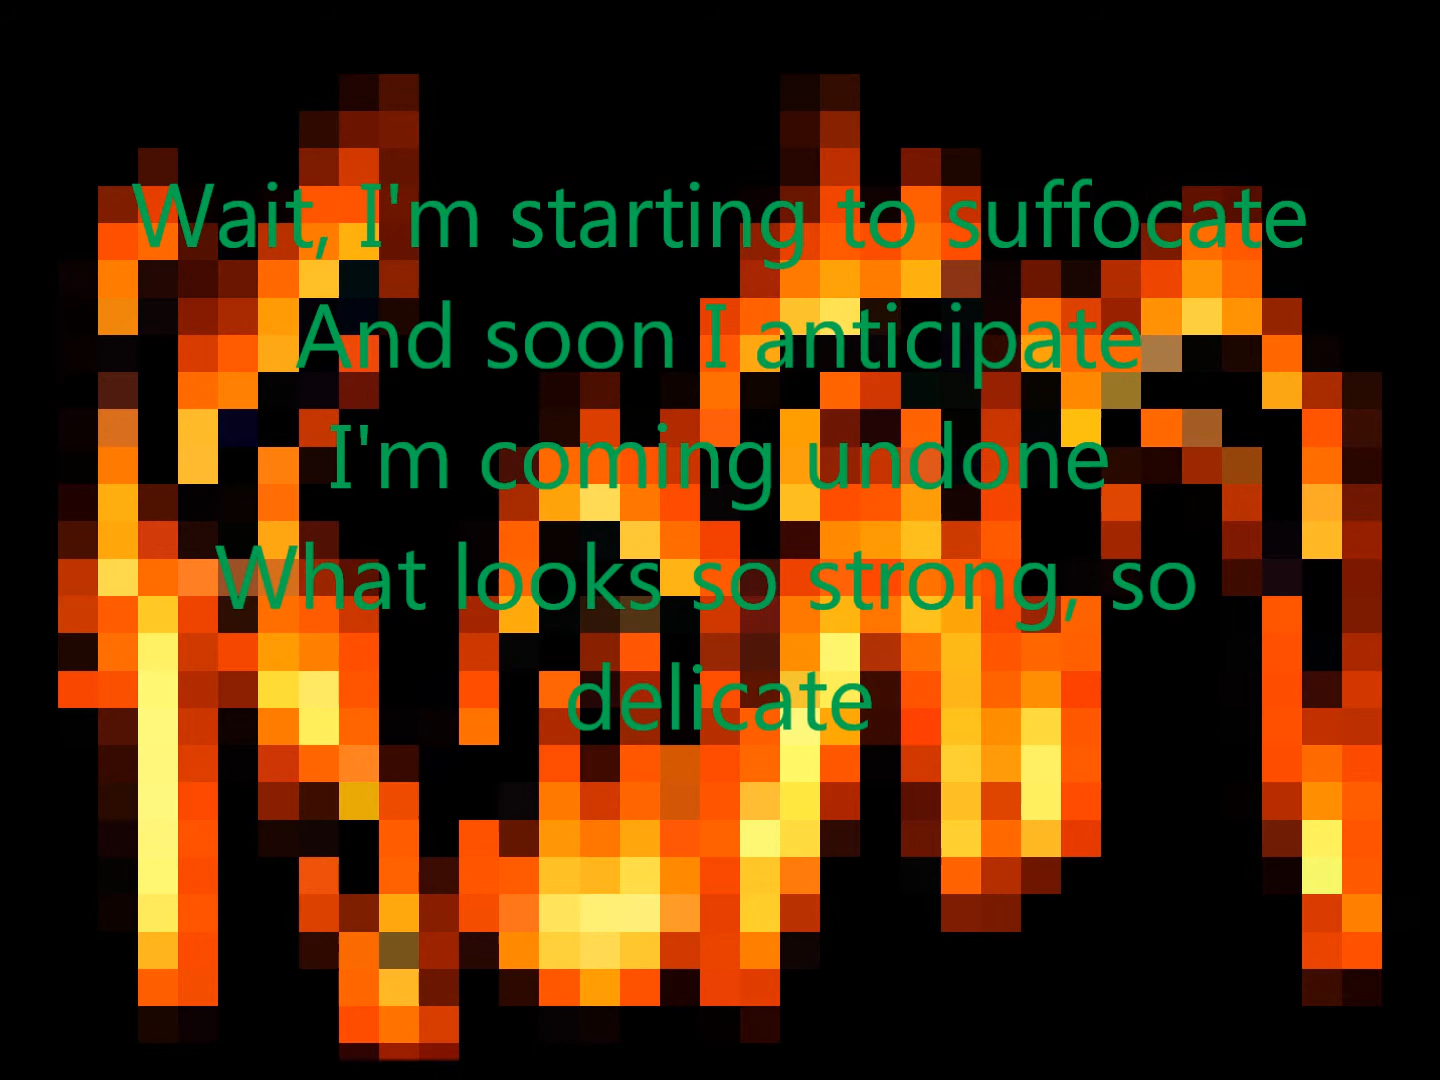 Wait, I'm starting to suffocate
And soon I anticipate
I'm coming undone
What looks so strong, so
delicate